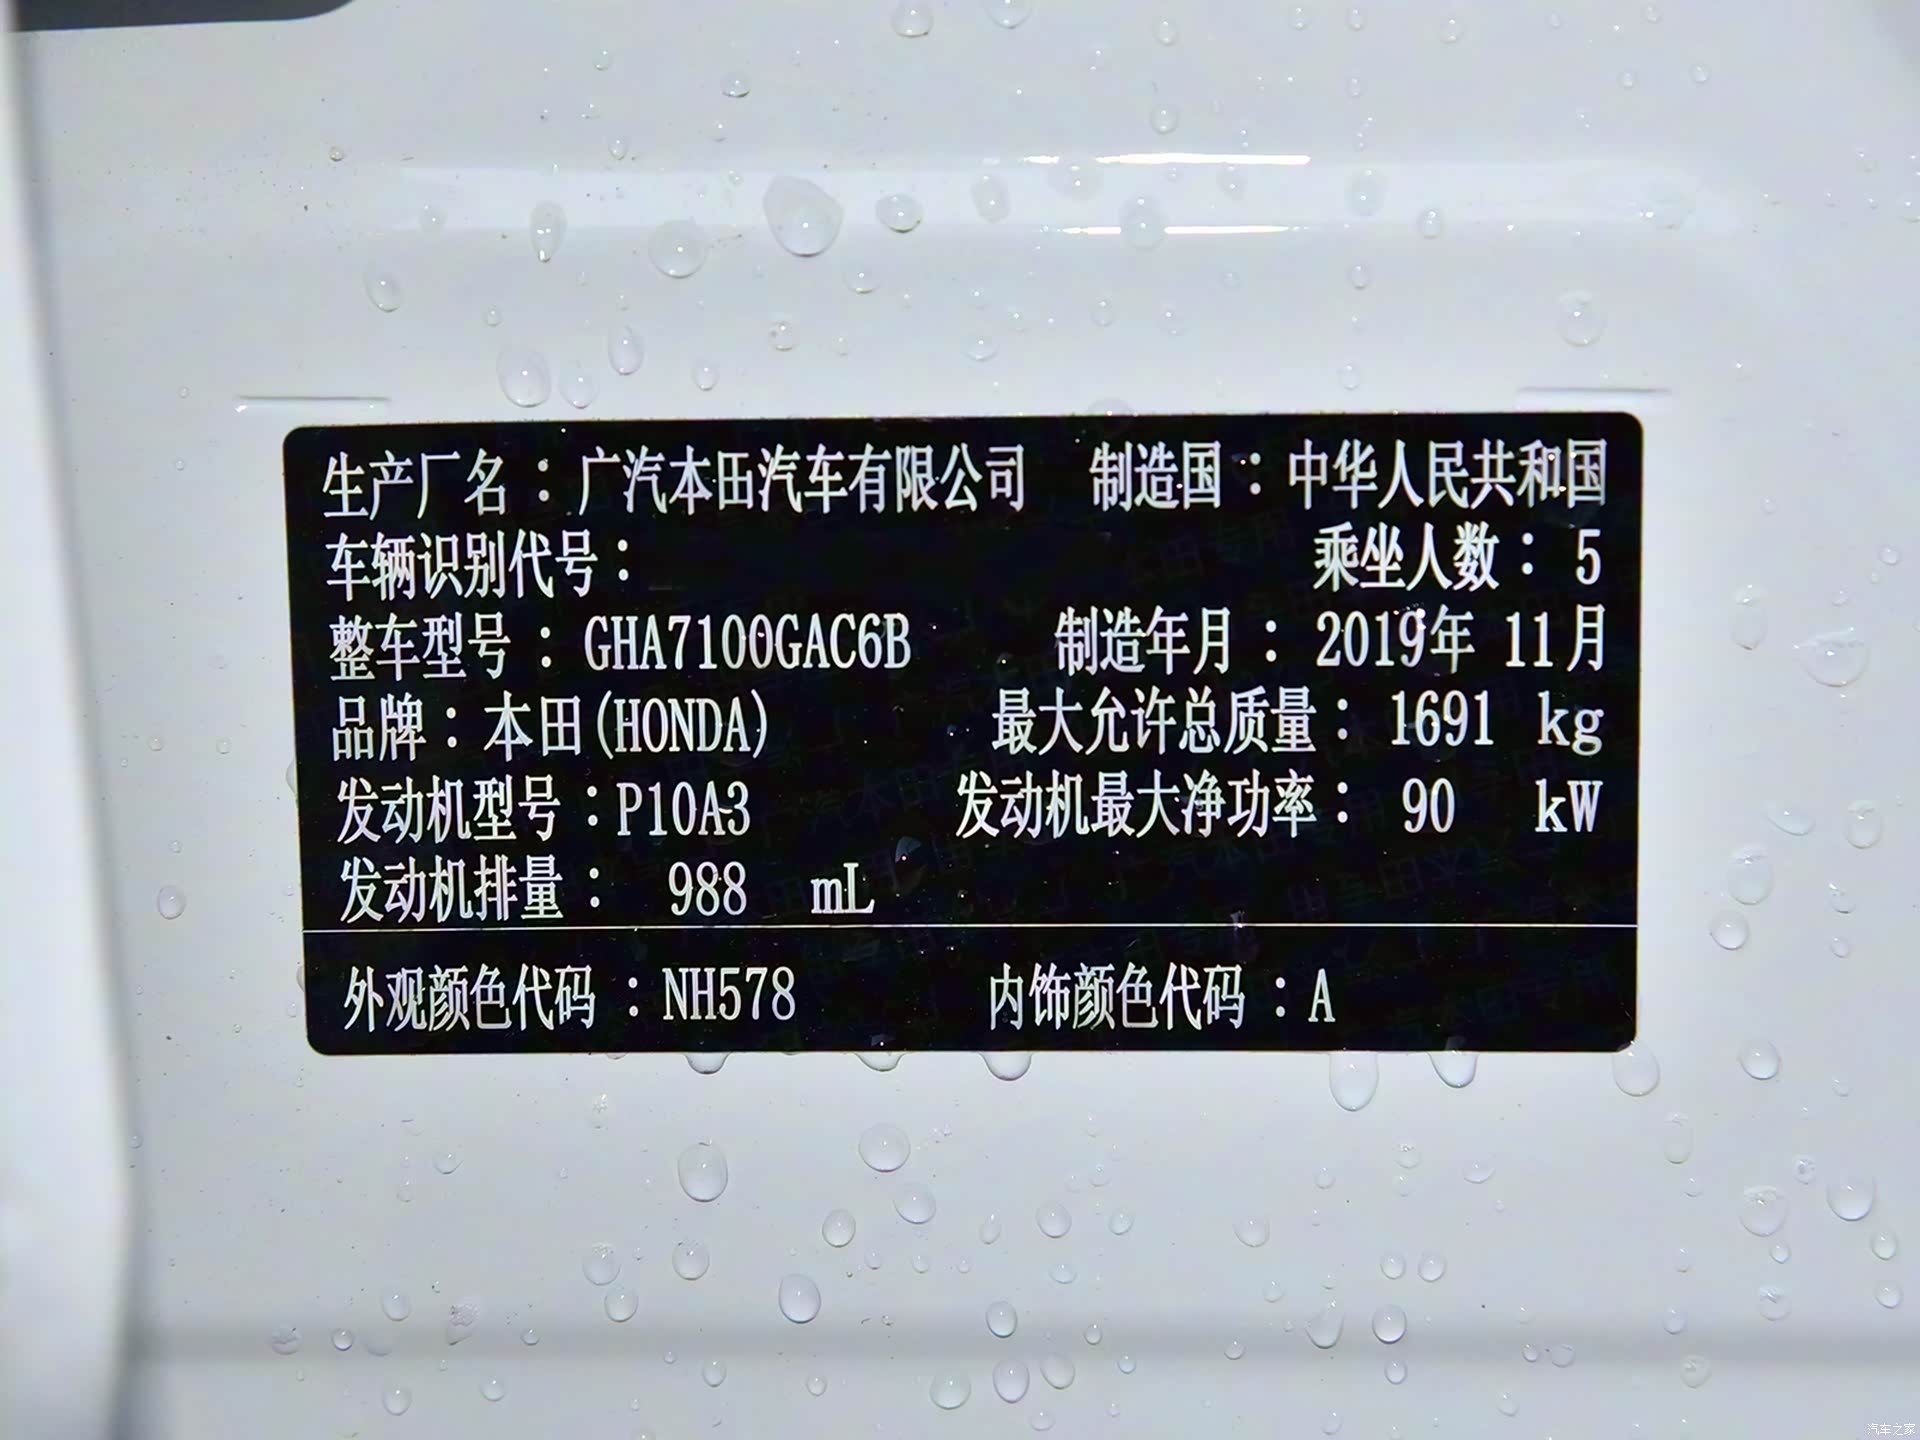 生产厂名：广汽本田汽车有限公司 制造国：中华人民共和国
车辆识别代号： 乘坐人数：5
整车型号：GHA7100GAC6B 制造年月：2019年 11月
品牌：本田(HONDA) 最大允许总质量：1691 kg
发动机型号：P10A3 发动机最大净功率：90 kW
发动机排量：988 mL
外观颜色代码：NH578 内饰颜色代码：A
汽车之家